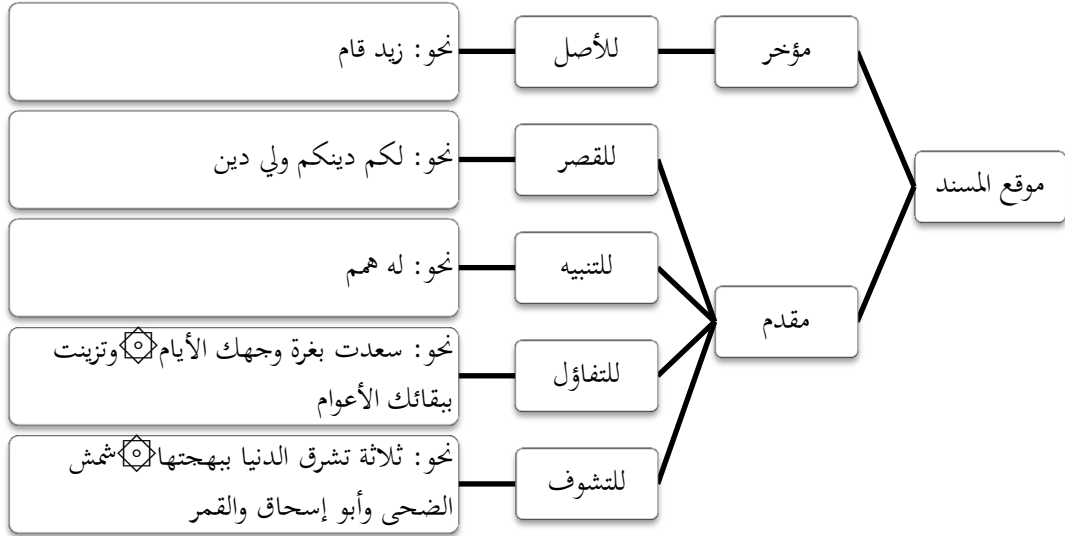 موقع المسند
مؤخر
للأصل
نحو: زيد قام
مقدم
للقصر
نحو: لكم دينكم ولي دين
للتنبيه
نحو: له همم
للتفاؤل
نحو: سعدت بغرة وجهك الأيام۞وتزينت
ببقائك الأعوام
للتشوف
نحو: ثلاثة تشرق الدنيا ببهجتها۞شمش
الضحى وأبو إسحاق والقمر